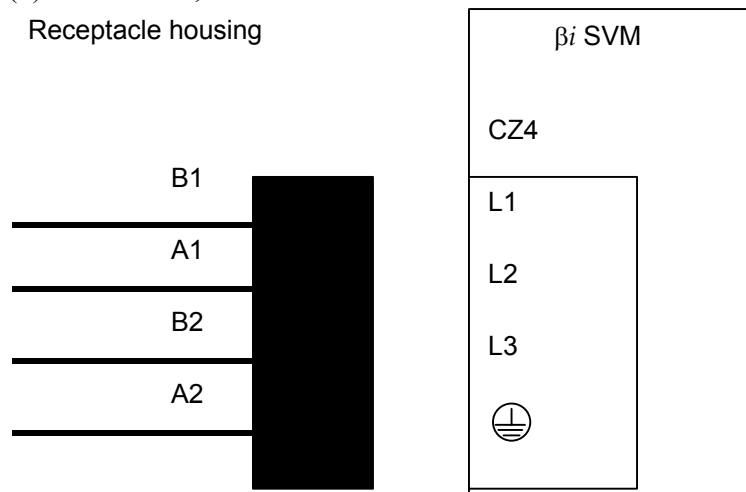 Receptacle housing
βi SVM
CZ4
B1
L1
A1
L2
B2
L3
A2